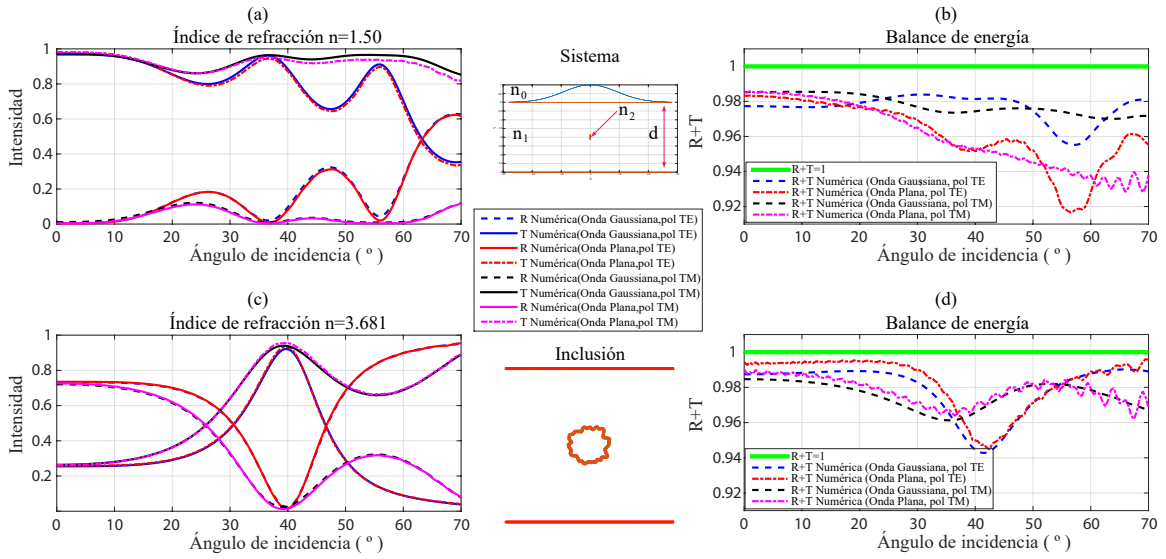 (a)
Índice de refracción n=1.50
Intensidad
1
0.8
0.6
0.4
0.2
0
0 10 20 30 40 50 60 70
Ángulo de incidencia ( º )
Sistema
n0
n1
n2
d
(b)
Balance de energía
R+T
1
0.98
0.96
0.94
0.92
R+T=1
R+T Numérica (Onda Gaussiana, pol TE
R+T Numérica (Onda Plana, pol TE)
R+T Numerica (Onda Gaussiana, pol TM)
R+T Numérica (Onda Plana, pol TM)
0 10 20 30 40 50 60 70
Ángulo de incidencia ( º )
R Numérica(Onda Gaussiana,pol TE)
T Numérica(Onda Gaussiana,pol TE)
R Numérica(Onda Plana,pol TE)
T Numérica(Onda Plana,pol TE)
R Numérica(Onda Gaussiana,pol TM)
T Numérica(Onda Gaussiana,pol TM)
R Numérica(Onda Plana,pol TM)
T Numérica(Onda Plana,pol TM)
(c)
Índice de refracción n=3.681
Intensidad
1
0.8
0.6
0.4
0.2
0 10 20 30 40 50 60 70
Ángulo de incidencia ( º )
Inclusión
(d)
Balance de energía
R+T
1
0.98
0.96
0.94
0.92
R+T=1
R+T Numérica (Onda Gaussiana, pol TE
R+T Numérica (Onda Plana, pol TE)
R+T Numérica (Onda Gaussiana, pol TM)
R+T Numérica (Onda Plana, pol TM)
0 10 20 30 40 50 60 70
Ángulo de incidencia ( º )